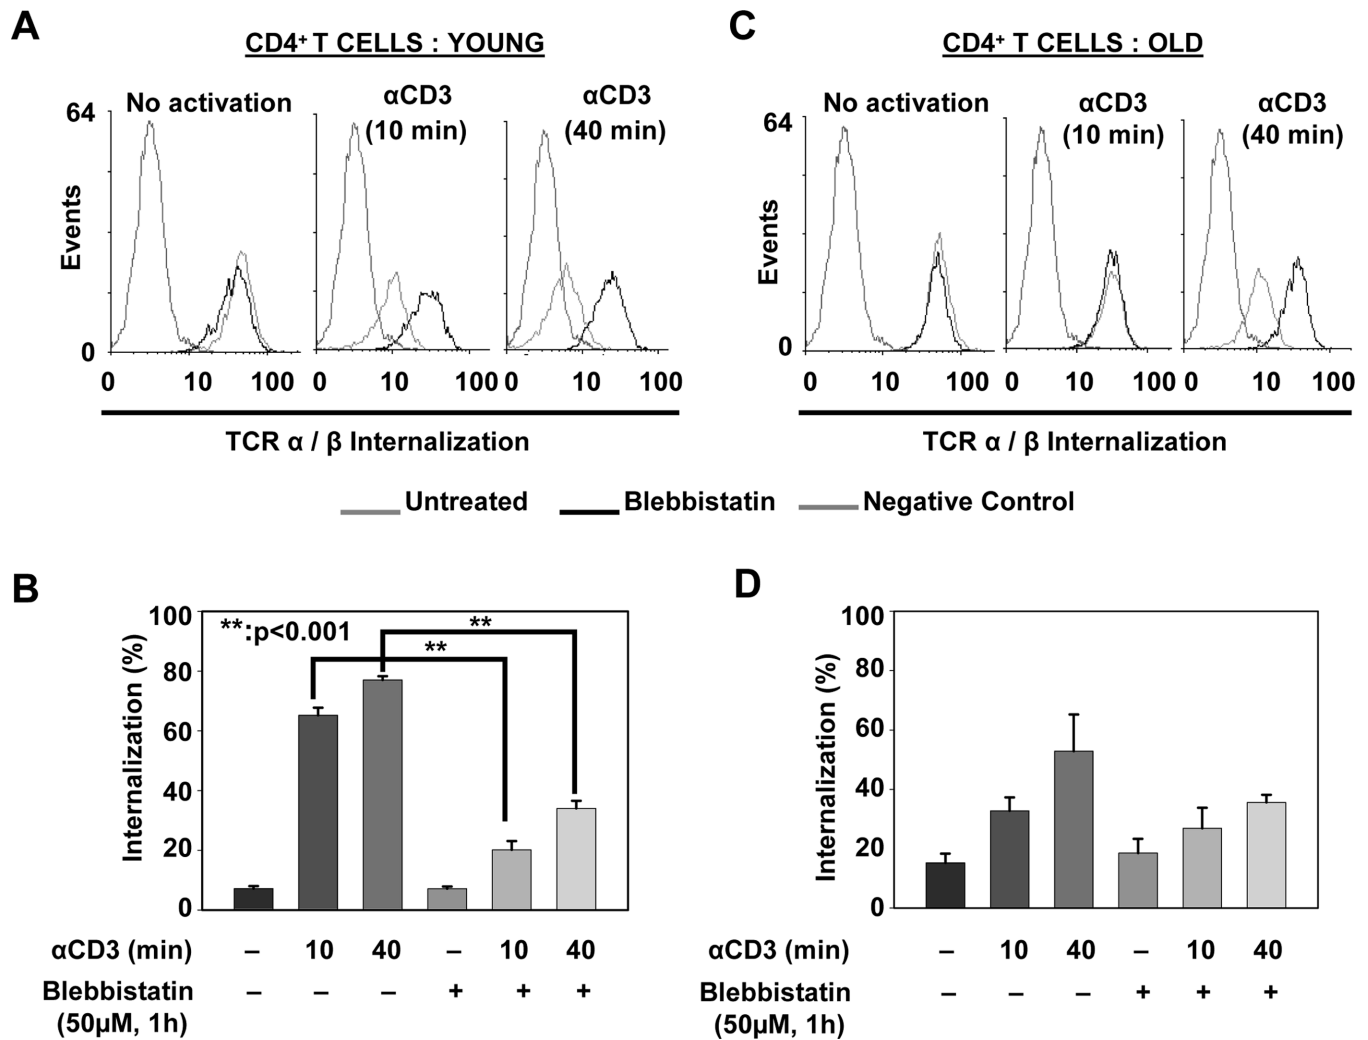 A
CD4+ T CELLS : YOUNG
No activation
αCD3
(10 min)
αCD3
(40 min)
64
Events
0
0 10 100 0 10 100 0 10 100
TCR α / β Internalization
C
CD4+ T CELLS : OLD
No activation
αCD3
(10 min)
αCD3
(40 min)
64
Events
0
0 10 100 0 10 100 0 10 100
TCR α / β Internalization
Untreated Blebbistatin Negative Control
B
**:p<0.001
**
**
Internalization (%)
100
80
60
40
20
0
αCD3 (min) – 10 40 – 10 40
Blebbistatin – – – + + +
(50µM, 1h)
D
Internalization (%)
100
80
60
40
20
0
αCD3 (min) – 10 40 – 10 40
Blebbistatin – – – + + +
(50µM, 1h)